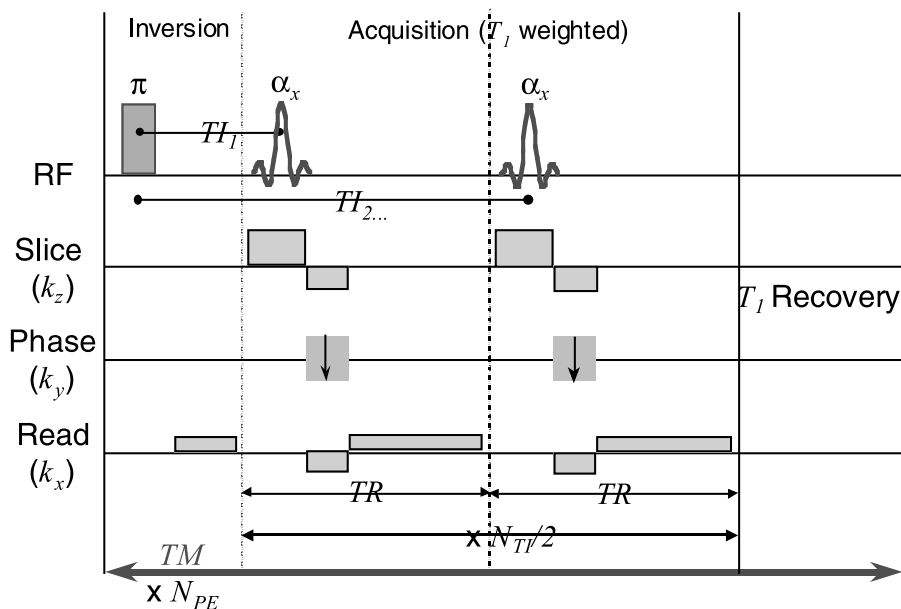 Inversion
Acquisition (T1 weighted)
π
αx
αx
TI1
RF
TI2...
Slice
(kz)
T1 Recovery
Phase
(ky)
Read
(kx)
TR
TR
x NTI/2
TM
x NPE